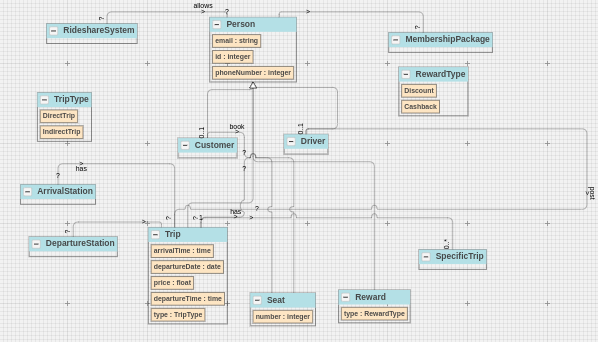 allows
>
?
?
>
?
RideshareSystem
Person
email : string
id : integer
phoneNumber : integer
MembershipPackage
RewardType
Discount
Cashback
TripType
DirectTrip
IndirectTrip
0..1
book
>
0..1
Customer
Driver
?
?
>
has
?
ArrivalStation
post
>
?
?
?
has
>
>
?
>
DepartureStation
?
Trip
arrivalTime : time
departureDate : date
price : float
departureTime : time
type : TripType
0..*
SpecificTrip
Seat
number : integer
Reward
type : RewardType